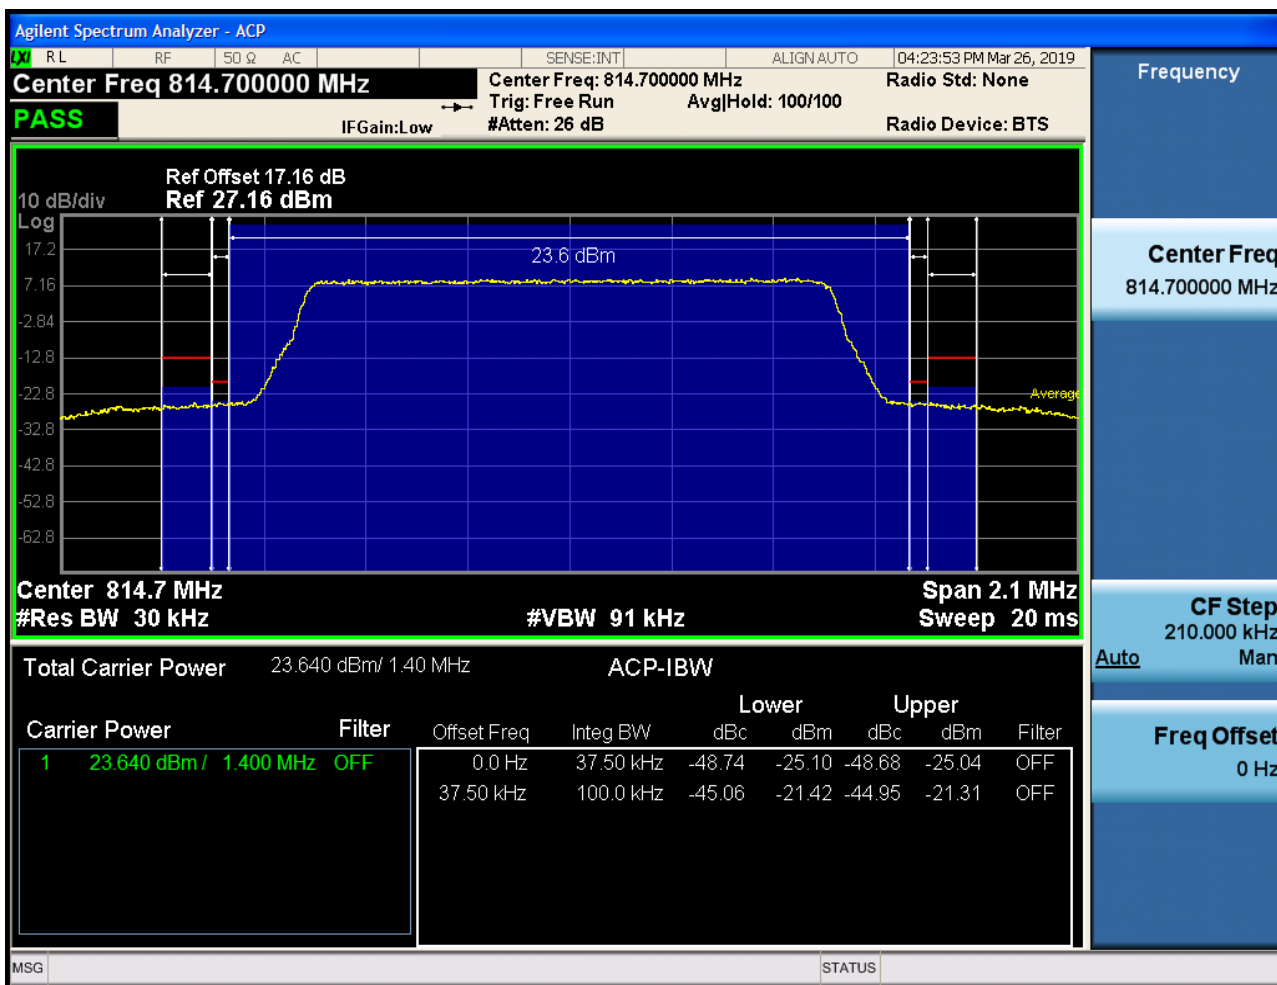 Agilent Spectrum Analyzer - ACP
LXI RL RF 50 Ω AC SENSE:INT ALIGNAUTO 04:23:53 PM Mar 26, 2019
Center Freq 814.700000 MHz
Center Freq: 814.700000 MHz
Radio Std: None
Trig: Free Run
Avg|Hold: 100/100
PASS
IFGain:Low
#Atten: 26 dB
Radio Device: BTS
Ref Offset 17.16 dB
10 dB/div
Ref 27.16 dBm
Log
23.6 dBm
17.2
7.16
-2.84
-12.8
-22.8
Average
-32.8
-42.8
-52.8
-62.8
Center 814.7 MHz
Span 2.1 MHz
#Res BW 30 kHz
#VBW 91 kHz
Sweep 20 ms
Total Carrier Power 23.640 dBm/ 1.40 MHz
ACP-IBW
Lower Upper
Carrier Power Filter
Offset Freq Integ BW dBc dBm dBc dBm Filter
1 23.640 dBm / 1.400 MHz OFF
0.0 Hz 37.50 kHz -48.74 -25.10 -48.68 -25.04 OFF
37.50 kHz 100.0 kHz -45.06 -21.42 -44.95 -21.31 OFF
MSG
STATUS
Frequency
Center Freq
814.700000 MHz
CF Step
210.000 kHz
Auto Man
Freq Offset
0 Hz